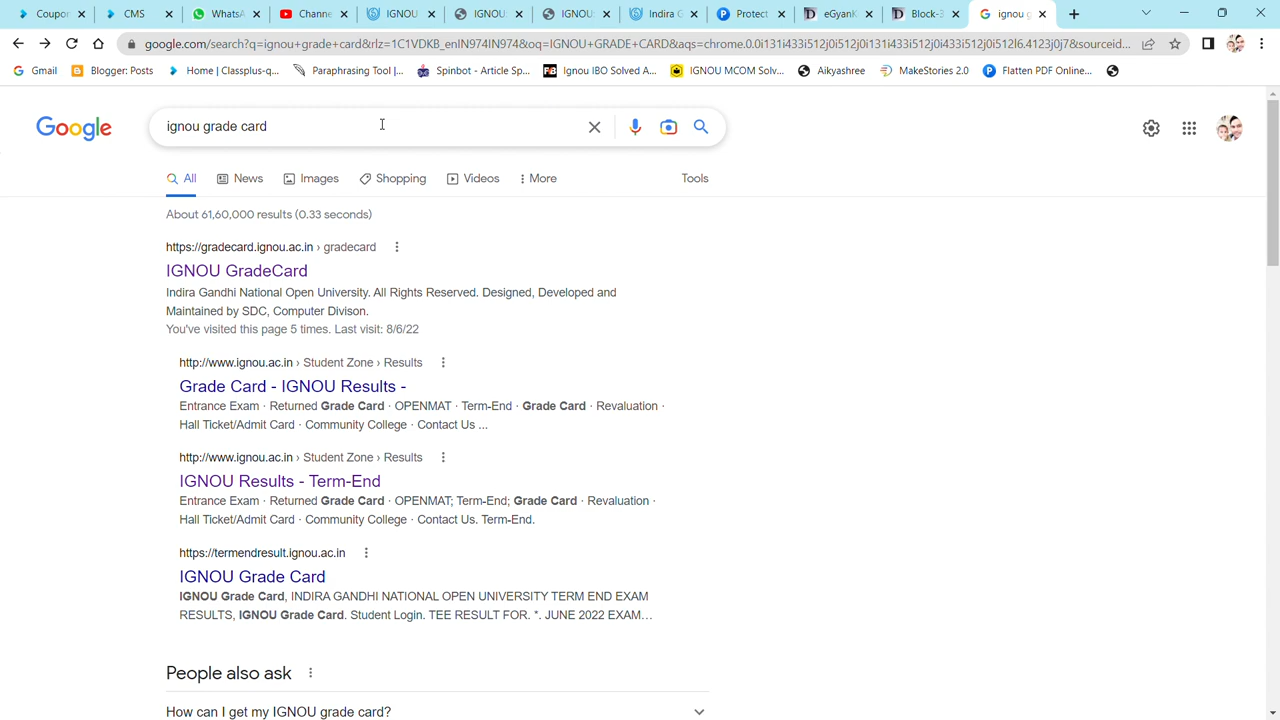 Coupor
CMS
WhatsA
Channe
IGNOU
IGNOU:
IGNOU:
Indira G
Protect
eGyanK
Block-3
ignou g
google.com/search?q=ignou+grade+card&rlz=1C1VDKB_enIN974IN974&oq=IGNOU+GRADE+CARD&aqs=chrome.0.0i131i433i512j0i512j0i131i433i512j0i433i512j0i512l6.4123j0j7&sourceid...
Gmail
Blogger: Posts
Home | Classplus-q...
Paraphrasing Tool |...
Spinbot - Article Sp...
Ignou IBO Solved A...
IGNOU MCOM Solv...
Aikyashree
MakeStories 2.0
Flatten PDF Online...
Google
ignou grade card
All
News
Images
Shopping
Videos
More
Tools
About 61,60,000 results (0.33 seconds)
https://gradecard.ignou.ac.in › gradecard
IGNOU GradeCard
Indira Gandhi National Open University. All Rights Reserved. Designed, Developed and
Maintained by SDC, Computer Divison.
You've visited this page 5 times. Last visit: 8/6/22
http://www.ignou.ac.in › Student Zone › Results
Grade Card - IGNOU Results -
Entrance Exam · Returned Grade Card · OPENMAT · Term-End · Grade Card · Revaluation ·
Hall Ticket/Admit Card · Community College · Contact Us ...
http://www.ignou.ac.in › Student Zone › Results
IGNOU Results - Term-End
Entrance Exam · Returned Grade Card · OPENMAT; Term-End; Grade Card · Revaluation ·
Hall Ticket/Admit Card · Community College · Contact Us. Term-End.
https://termendresult.ignou.ac.in
IGNOU Grade Card
IGNOU Grade Card, INDIRA GANDHI NATIONAL OPEN UNIVERSITY TERM END EXAM
RESULTS, IGNOU Grade Card. Student Login. TEE RESULT FOR. *. JUNE 2022 EXAM...
People also ask
How can I get my IGNOU grade card?